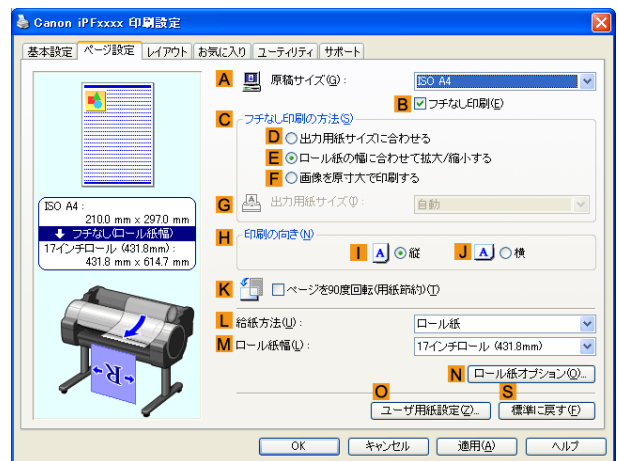 Canon iPFxxxx 印刷設定
基本設定 ページ設定 レイアウト お気に入り ユーティリティ サポート
A 原稿サイズ(G): ISO A4
B フチなし印刷(E)
C フチなし印刷の方法(S)
D 出力用紙サイズに合わせる
E ロール紙の幅に合わせて拡大/縮小する
F 画像を原寸大で印刷する
G 出力用紙サイズ(I): 自動
H 印刷の向き(N)
I A 縦 J A 横
K ページを90度回転(用紙節約)(T)
L 給紙方法(U): ロール紙
M ロール紙幅(L): 17インチロール (431.8mm)
N ロール紙オプション(O)...
O S
ユーザ用紙設定(Z)... 標準に戻す(F)
ISO A4:
210.0 mm x 297.0 mm
フチなし(ロール紙幅)
17インチロール (431.8mm):
431.8 mm x 614.7 mm
R
OK キャンセル 適用(A) ヘルプ